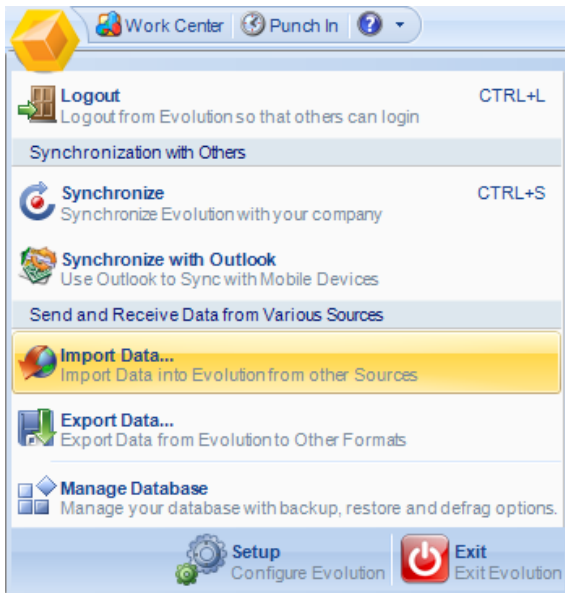 Work Center Punch In
Logout CTRL+L
Logout from Evolution so that others can login
Synchronization with Others
Synchronize CTRL+S
Synchronize Evolution with your company
Synchronize with Outlook
Use Outlook to Sync with Mobile Devices
Send and Receive Data from Various Sources
Import Data...
Import Data into Evolution from other Sources
Export Data...
Export Data from Evolution to Other Formats
Manage Database
Manage your database with backup, restore and defrag options.
Setup Exit
Configure Evolution Exit Evolution